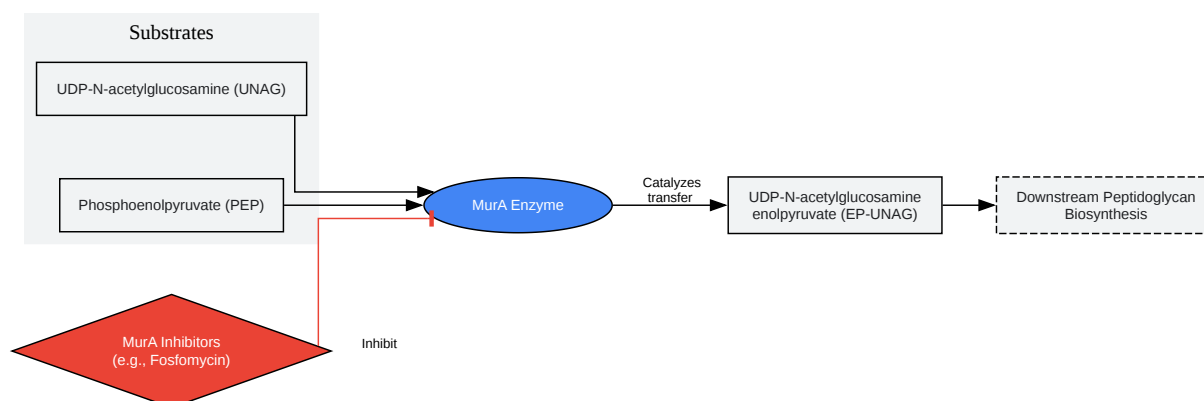 Substrates
UDP-N-acetylglucosamine (UNAG)
Phosphoenolpyruvate (PEP)
MurA Enzyme
Catalyzes
transfer
UDP-N-acetylglucosamine
enolpyruvate (EP-UNAG)
Downstream Peptidoglycan
Biosynthesis
MurA Inhibitors
(e.g., Fosfomycin)
Inhibit